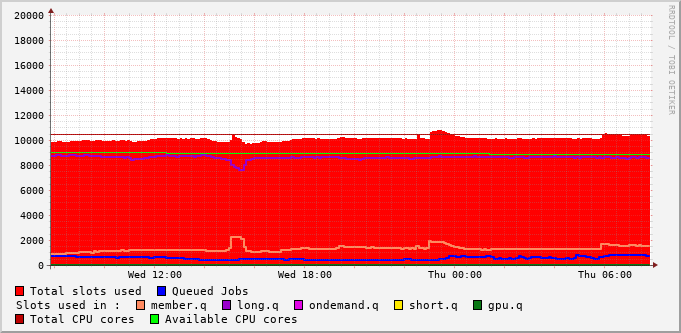 20000
18000
16000
14000
12000
10000
8000
6000
4000
2000
0
Wed 12:00 Wed 18:00 Thu 00:00 Thu 06:00
RRDTOOL / TOBI OETIKER
Total slots used Queued Jobs
Slots used in : member.q long.q ondemand.q short.q gpu.q
Total CPU cores Available CPU cores